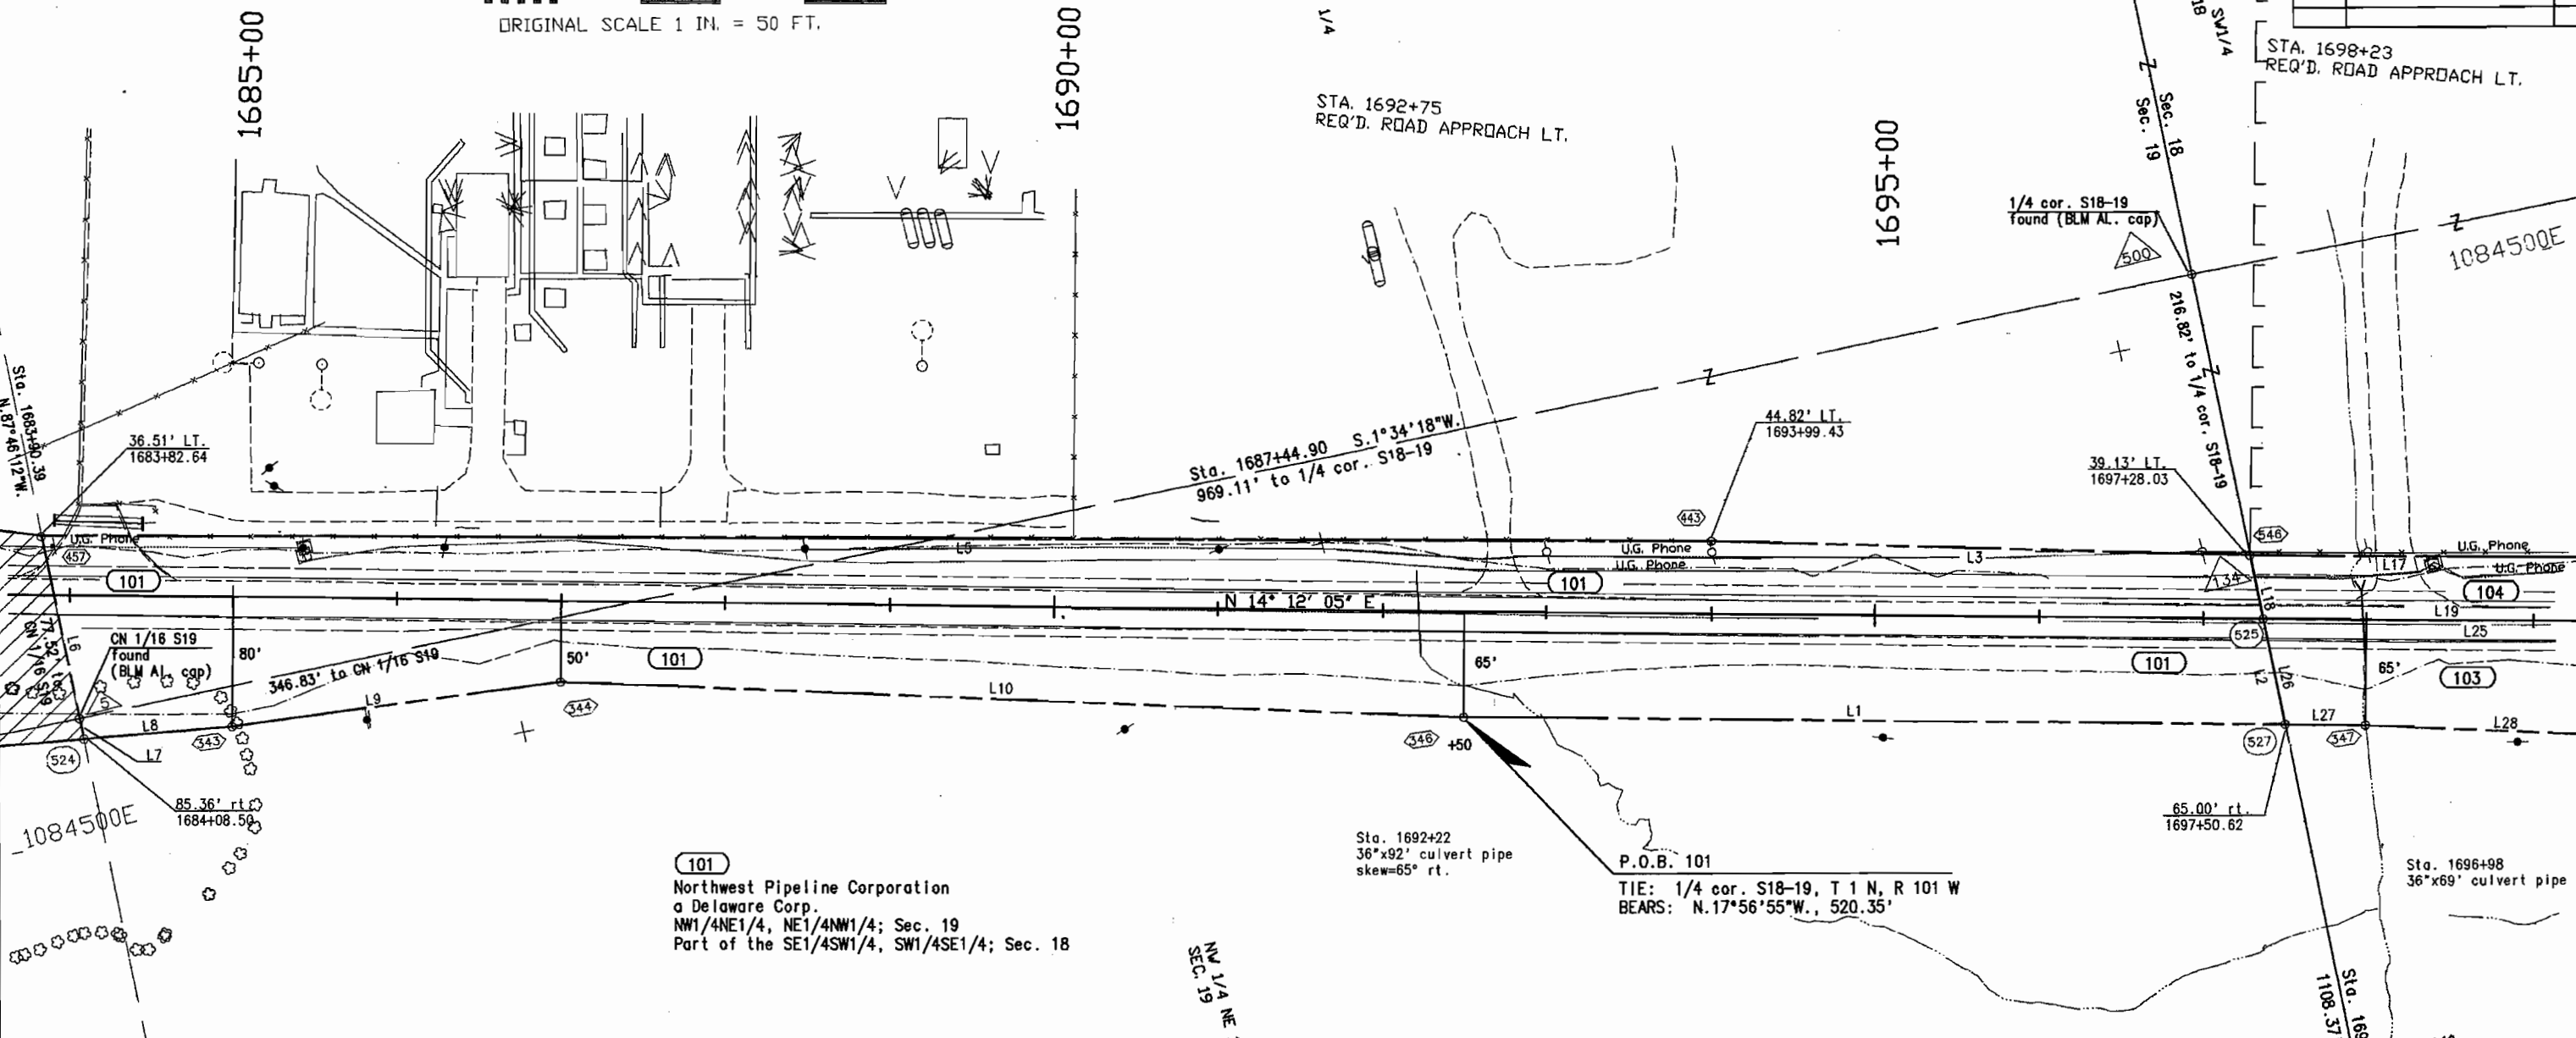 ORIGINAL SCALE 1 IN. = 50 FT.
1685+00
1690+00
1/4
STA. 1692+75
REQ'D. ROAD APPROACH LT.
1695+00
18
SW1/4
STA. 1698+23
REQ'D. ROAD APPROACH LT.
Sec. 18
Sec. 19
1/4 cor. S18-19
found (BLM AL. cap)
500
1084500E
216.82' to 1/4 cor. S18-19
Sta. 1683+90.39
N.87°46'12"W.
36.51' LT.
1683+82.64
Sta. 1687+44.90 S.1°34'18"W.
969.11' to 1/4 cor. S18-19
44.82' LT.
1693+99.43
39.13' LT.
1697+28.03
443
546
U.G. Phone
457
L5
U.G. Phone
U.G. Phone
L3
U.G. Phone
L17
U.G. Phone
101
101
134
104
N 14° 12' 05" E
L18
L19
L6
77.52' to
CN 1/16 S19
CN 1/16 S19
found
(BLM AL. cap)
5
80'
346.83' to CN 1/16 S19
50'
101
65'
101
525
L25
L2
L26
65'
103
L8
L7
L9
L10
L1
L27
L28
524
343
344
346
+50
527
347
85.36' rt.
1684+08.50
1084500E
65.00' rt.
1697+50.62
Sta. 1692+22
36"x92' culvert pipe
skew=65° rt.
P.O.B. 101
TIE: 1/4 cor. S18-19, T 1 N, R 101 W
BEARS: N.17°56'55"W., 520.35'
Sta. 1696+98
36"x69' culvert pipe
101
Northwest Pipeline Corporation
a Delaware Corp.
NW1/4NE1/4, NE1/4NW1/4; Sec. 19
Part of the SE1/4SW1/4, SW1/4SE1/4; Sec. 18
NW 1/4 NE
SEC. 19
Sta. 169
1108.37